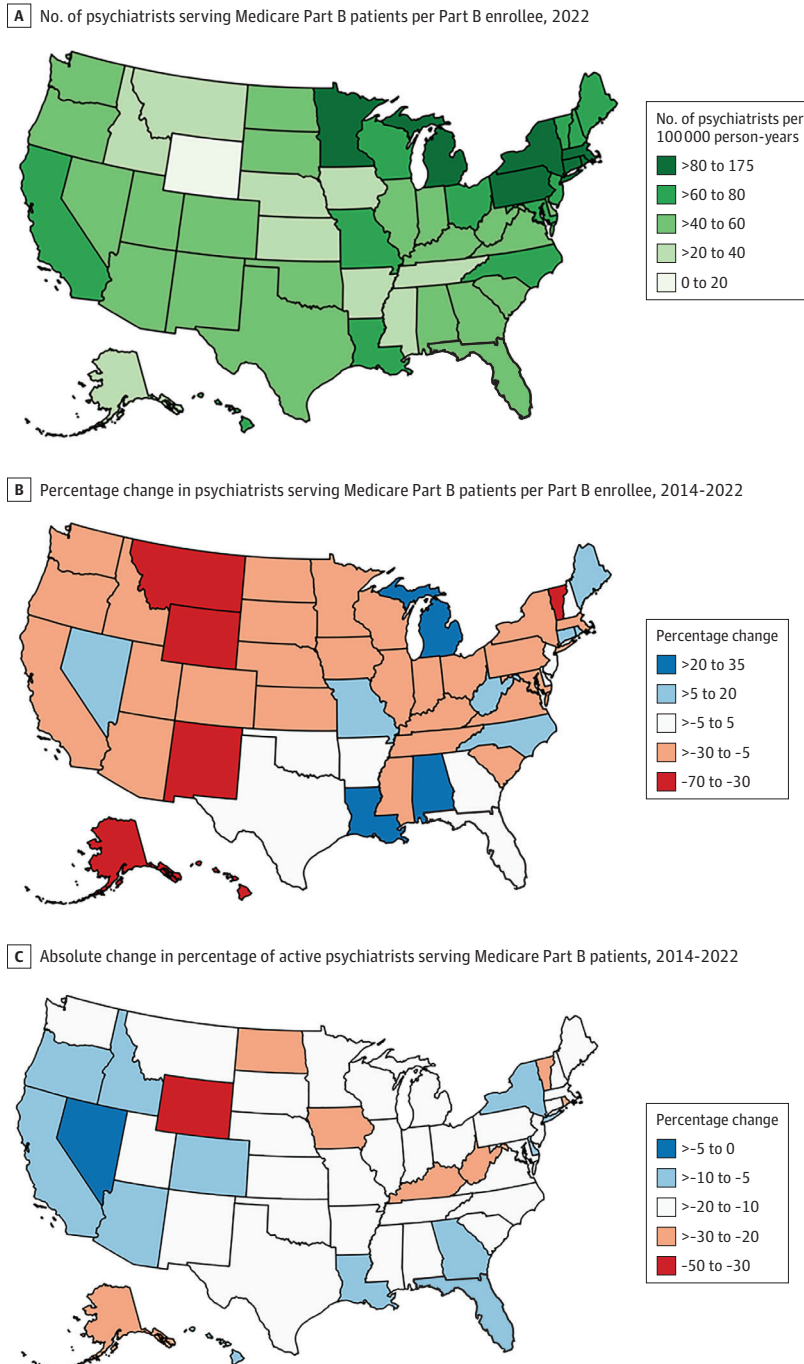 A No. of psychiatrists serving Medicare Part B patients per Part B enrollee, 2022
No. of psychiatrists per
100 000 person-years
>80 to 175
>60 to 80
>40 to 60
>20 to 40
0 to 20
B Percentage change in psychiatrists serving Medicare Part B patients per Part B enrollee, 2014-2022
Percentage change
>20 to 35
>5 to 20
>-5 to 5
>-30 to -5
-70 to -30
C Absolute change in percentage of active psychiatrists serving Medicare Part B patients, 2014-2022
Percentage change
>-5 to 0
>-10 to -5
>-20 to -10
>-30 to -20
-50 to -30